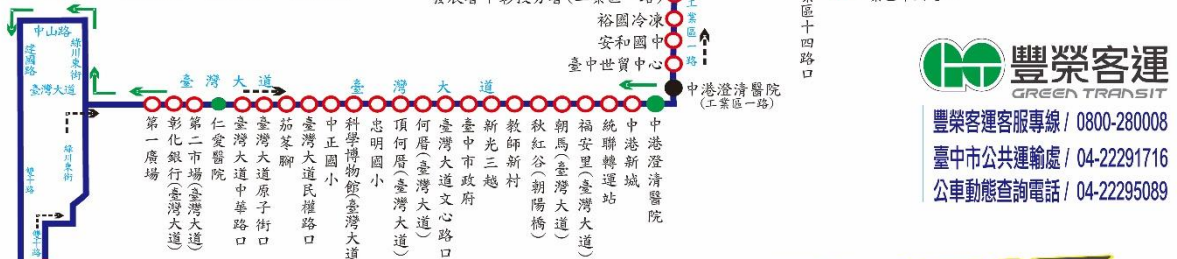 裕國冷凍
安和國中
臺中世貿中心
工業區一路
區十四路口
中港澄清醫院
(工業區一路)
中山路
建國路
綠川東街
臺灣大道
臺灣大道
臺灣大道
綠川東街
雙十路
雙十路
第一廣場
彰化銀行(臺灣大道)
第二市場(臺灣大道)
仁愛醫院
臺灣大道中華路口
臺灣大道原子街口
茄苳腳
臺灣大道民權路口
中正國小
科學博物館(臺灣大道
忠明國小
頂何厝(臺灣大道)
何厝(臺灣大道)
臺灣大道文心路口
臺中市政府
新光三越
教師新村
秋紅谷(朝陽橋)
朝馬(臺灣大道)
福安里(臺灣大道)
統聯轉運站
中港新城
中港澄清醫院
豐榮客運
GREEN TRANSIT
豐榮客運客服專線 / 0800-280008
臺中市公共運輸處 / 04-22291716
公車動態查詢電話 / 04-22295089